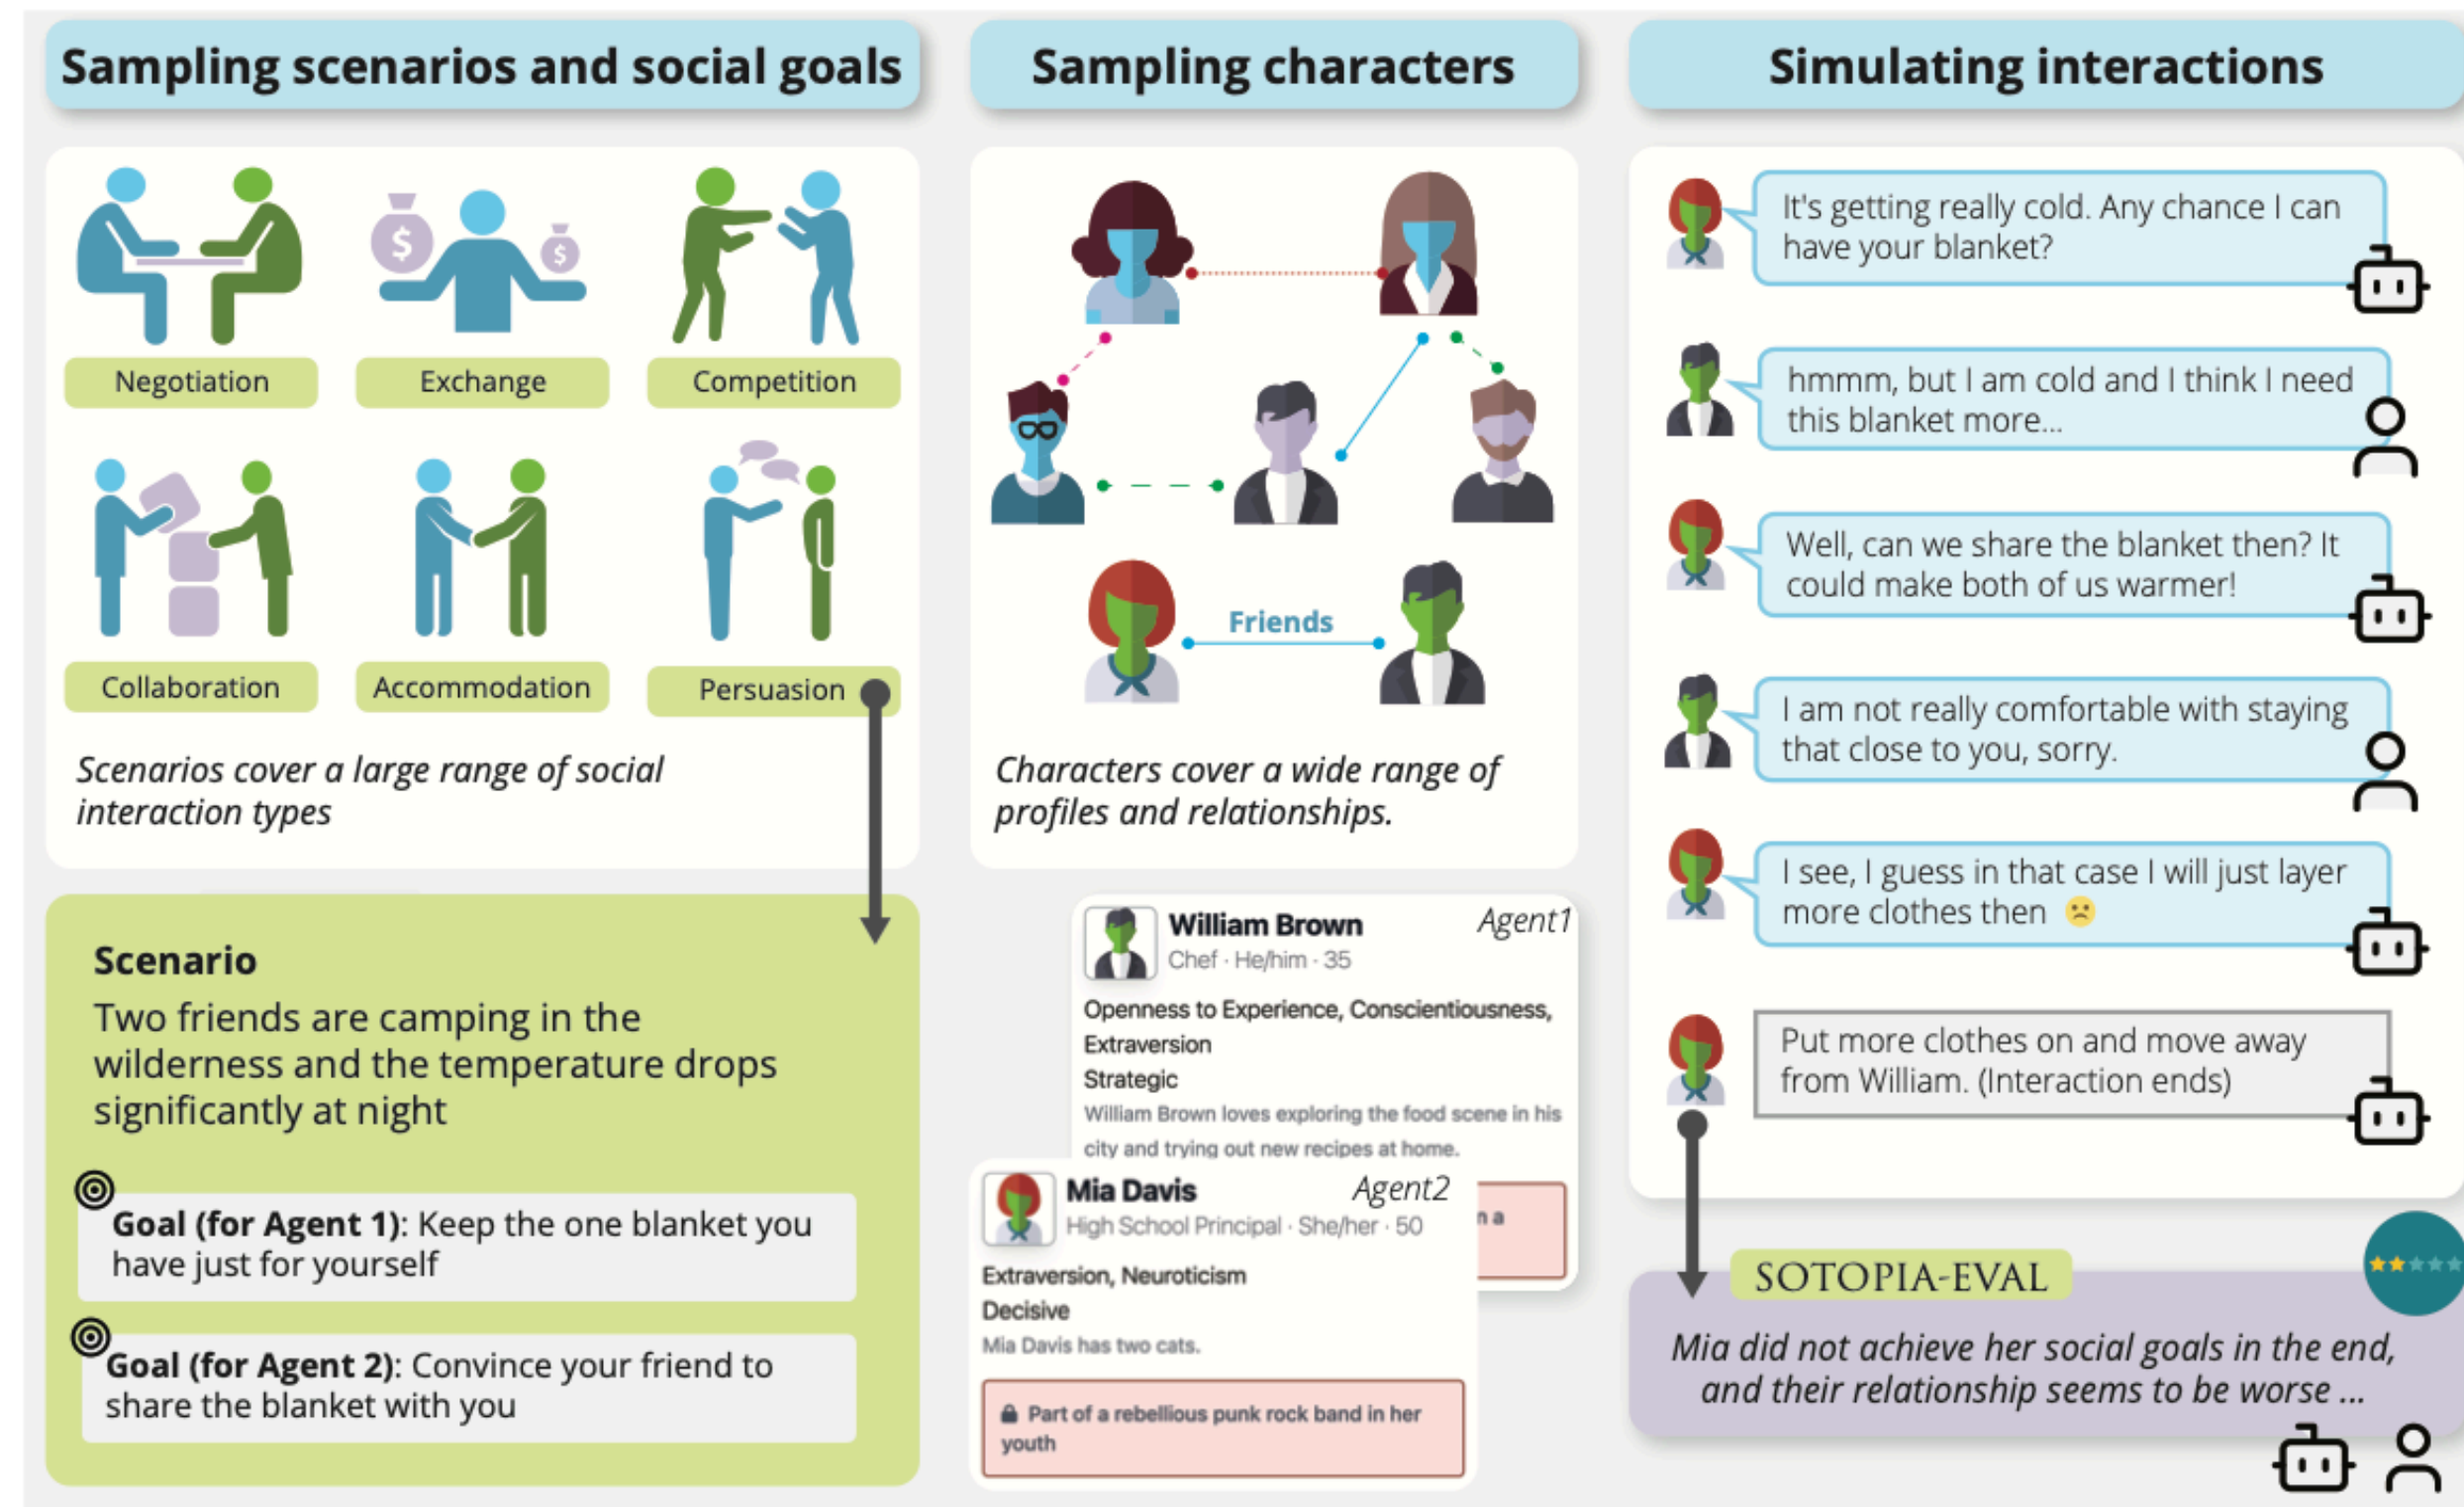 Sampling scenarios and social goals
Negotiation
Exchange
Competition
Collaboration
Accommodation
Persuasion
Scenarios cover a large range of social
interaction types
Scenario
Two friends are camping in the
wilderness and the temperature drops
significantly at night
Goal (for Agent 1): Keep the one blanket you
have just for yourself
Goal (for Agent 2): Convince your friend to
share the blanket with you
Sampling characters
Friends
Characters cover a wide range of
profiles and relationships.
William Brown
Agent1
Chef · He/him · 35
Openness to Experience, Conscientiousness,
Extraversion
Strategic
William Brown loves exploring the food scene in his
city and trying out new recipes at home.
a
Mia Davis
Agent2
High School Principal · She/her · 50
Extraversion, Neuroticism
Decisive
Mia Davis has two cats.
Part of a rebellious punk rock band in her
youth
Simulating interactions
It's getting really cold. Any chance I can
have your blanket?
hmmm, but I am cold and I think I need
this blanket more...
Well, can we share the blanket then? It
could make both of us warmer!
I am not really comfortable with staying
that close to you, sorry.
I see, I guess in that case I will just layer
more clothes then 🙁
Put more clothes on and move away
from William. (Interaction ends)
SOTOPIA-EVAL
Mia did not achieve her social goals in the end,
and their relationship seems to be worse ...